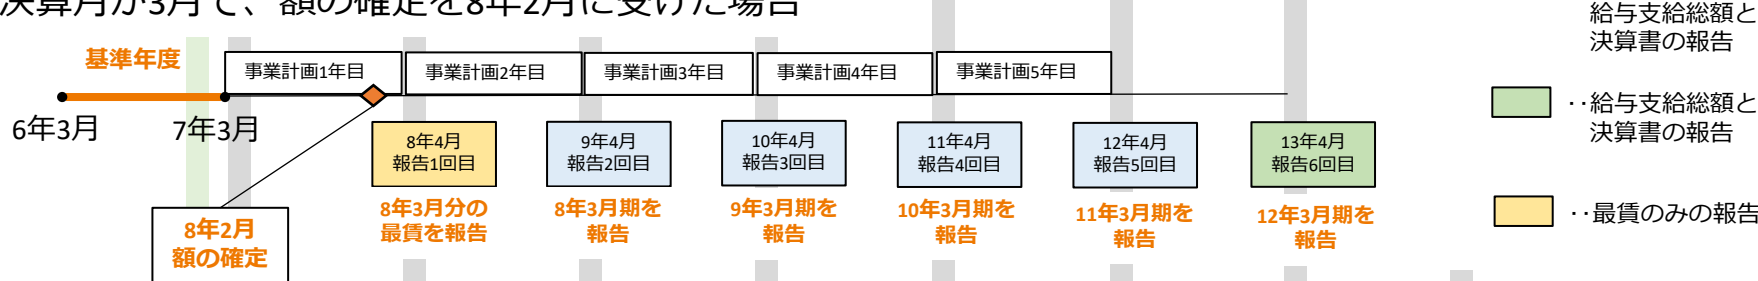 決算月が3月で、額の確定を8年2月に受けた場合
基準年度
事業計画1年目
事業計画2年目
事業計画3年目
事業計画4年目
事業計画5年目
6年3月
7年3月
8年4月
報告1回目
9年4月
報告2回目
10年4月
報告3回目
11年4月
報告4回目
12年4月
報告5回目
13年4月
報告6回目
8年3月分の
最賃を報告
8年3月期を
報告
9年3月期を
報告
10年3月期を
報告
11年3月期を
報告
12年3月期を
報告
8年2月
額の確定
給与支給総額と
決算書の報告
‥給与支給総額と
決算書の報告
‥最賃のみの報告